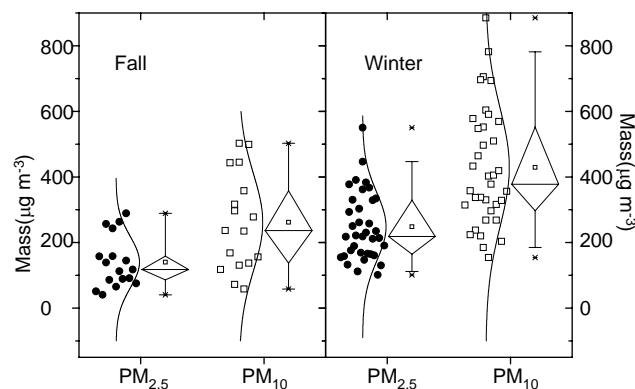 Fall
Winter
Mass(µg m⁻³)
800
600
400
200
0
800
600
400
200
0
Mass(µg m⁻³)
PM₂.₅
PM₁₀
PM₂.₅
PM₁₀